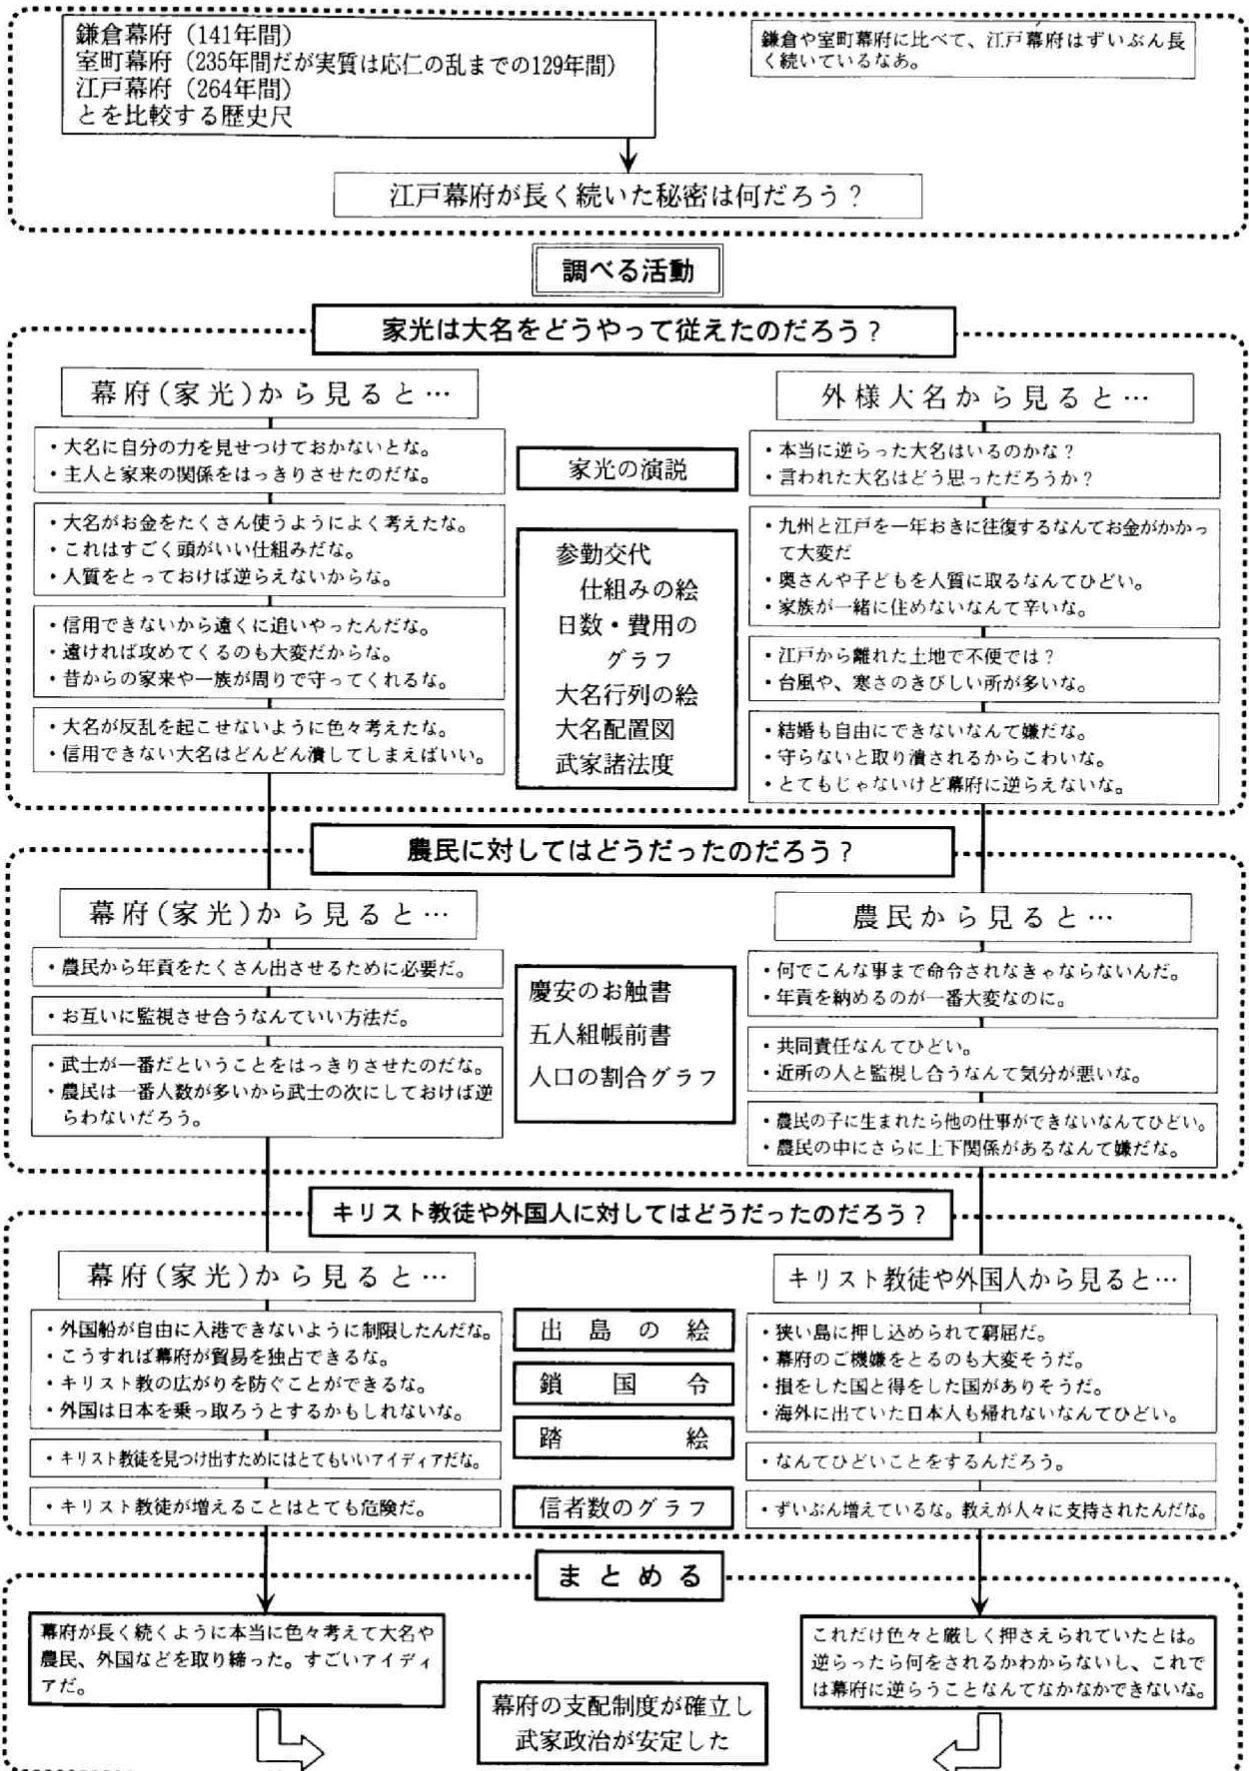 鎌倉幕府（141年間）
室町幕府（235年間だが実質は応仁の乱までの129年間）
江戸幕府（264年間）
とを比較する歴史尺
鎌倉や室町幕府に比べて、江戸幕府はずいぶん長
く続いているなあ。
江戸幕府が長く続いた秘密は何だろう？
調べる活動
家光は大名をどうやって従えたのだろう？
幕府(家光)から見ると…
・大名に自分の力を見せつけておかないとな。
・主人と家来の関係をはっきりさせたのだな。
・大名がお金をたくさん使うようによく考えたな。
・これはすごく頭がいい仕組みだな。
・人質をとっておけば逆らえないからな。
・信用できないから遠くに追いやったんだな。
・遠ければ攻めてくるのも大変だからな。
・昔からの家来や一族が周りで守ってくれるな。
・大名が反乱を起こせないように色々考えたな。
・信用できない大名はどんどん潰してしまえばいい。
家光の演説
参勤交代
仕組みの絵
日数・費用の
グラフ
大名行列の絵
大名配置図
武家諸法度
外様大名から見ると…
・本当に逆らった大名はいるのかな？
・言われた大名はどう思っただろうか？
・九州と江戸を一年おきに往復するなんてお金がかかっ
て大変だ
・奥さんや子どもを人質に取るなんてひどい。
・家族が一緒に住めないなんて辛いな。
・江戸から離れた土地で不便では？
・台風や、寒さのきびしい所が多いな。
・結婚も自由にできないなんて嫌だな。
・守らないと取り潰されるからこわいな。
・とてもじゃないけど幕府に逆らえないな。
農民に対してはどうだったのだろう？
幕府(家光)から見ると…
・農民から年貢をたくさん出させるために必要だ。
・お互いに監視させ合うなんていい方法だ。
・武士が一番だということをはっきりさせたのだな。
・農民は一番人数が多いから武士の次にしておけば逆
らわないだろう。
慶安のお触書
五人組帳前書
人口の割合グラフ
農民から見ると…
・何でこんな事まで命令されなきゃならないんだ。
・年貢を納めるのが一番大変なのに。
・共同責任なんてひどい。
・近所の人と監視し合うなんて気分が悪いな。
・農民の子に生まれたら他の仕事ができないなんてひどい。
・農民の中にさらに上下関係があるなんて嫌だな。
キリスト教徒や外国人に対してはどうだったのだろう？
幕府(家光)から見ると…
・外国船が自由に入港できないように制限したんだな。
・こうすれば幕府が貿易を独占できるな。
・キリスト教の広がりを防ぐことができるな。
・外国は日本を乗っ取ろうとするかもしれないな。
・キリスト教徒を見つけ出すためにはとてもいいアイディアだな。
・キリスト教徒が増えることはとても危険だ。
出島の絵
鎖国令
踏絵
信者数のグラフ
キリスト教徒や外国人から見ると…
・狭い島に押し込められて窮屈だ。
・幕府のご機嫌をとるのも大変そうだ。
・損をした国と得をした国がありそうだ。
・海外に出ていた日本人も帰れないなんてひどい。
・なんてひどいことをするんだろう。
・ずいぶん増えているな。教えが人々に支持されたんだな。
まとめる
幕府が長く続くように本当に色々考えて大名や
農民、外国などを取り締った。すごいアイディ
アだ。
幕府の支配制度が確立し
武家政治が安定した
これだけ色々と厳しく押さえられていたとは。
逆らったら何をされるかわからないし、これで
は幕府に逆らうことなんてなかなかできないな。